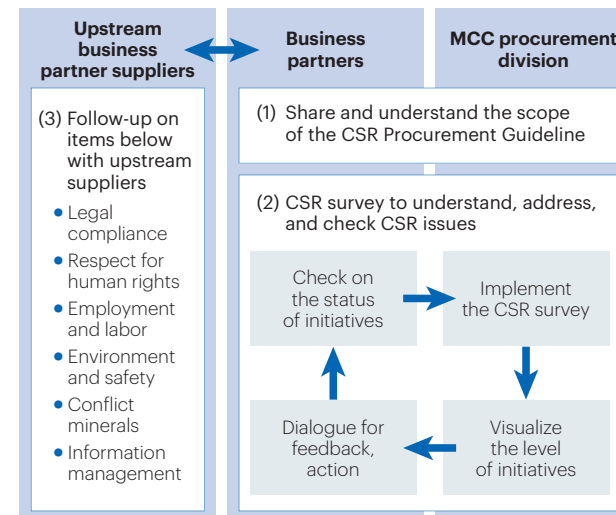 Upstream
business
partner suppliers
Business
partners
MCC procurement
division
(3) Follow-up on
items below
with upstream
suppliers
• Legal
compliance
• Respect for
human rights
• Employment
and labor
• Environment
and safety
• Conflict
minerals
• Information
management
(1) Share and understand the scope
of the CSR Procurement Guideline
(2) CSR survey to understand, address,
and check CSR issues
Check on
the status
of initiatives
Implement
the CSR survey
Dialogue for
feedback,
action
Visualize
the level
of initiatives